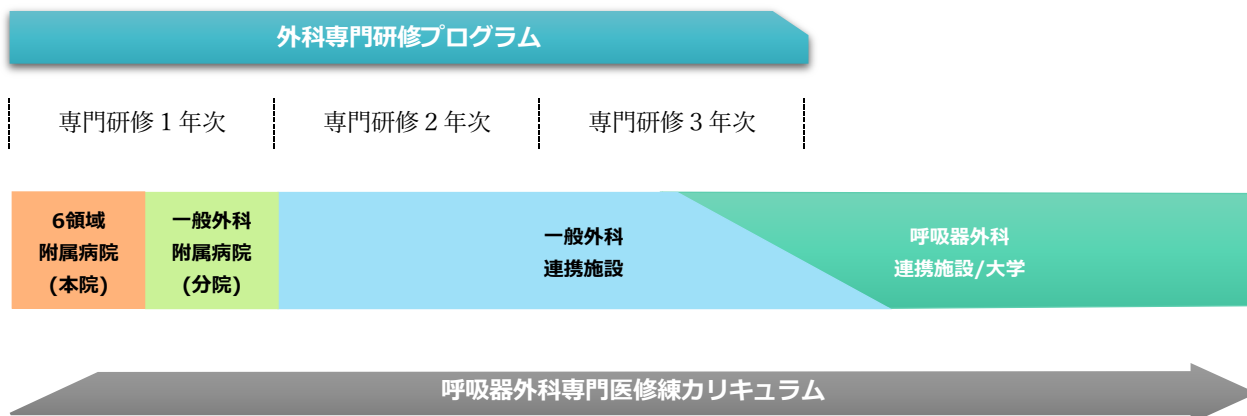 外科専門研修プログラム
専門研修1年次
専門研修2年次
専門研修3年次
6領域
附属病院
(本院)
一般外科
附属病院
(分院)
一般外科
連携施設
呼吸器外科
連携施設/大学
呼吸器外科専門医修練カリキュラム